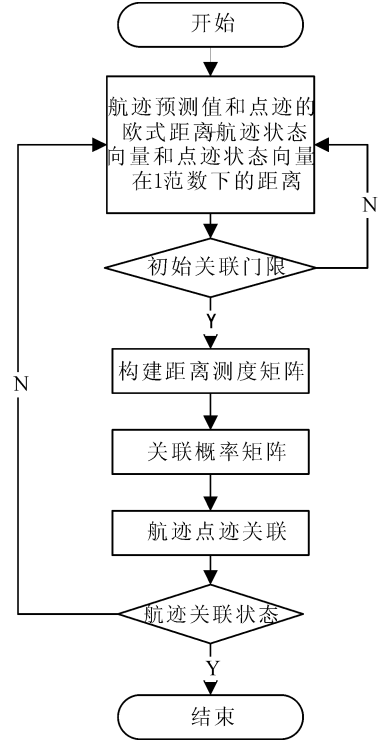 开始
航迹预测值和点迹的
欧式距离航迹状态
向量和点迹状态向量
在1范数下的距离
N
初始关联门限
Y
构建距离测度矩阵
N
关联概率矩阵
航迹点迹关联
航迹关联状态
Y
结束